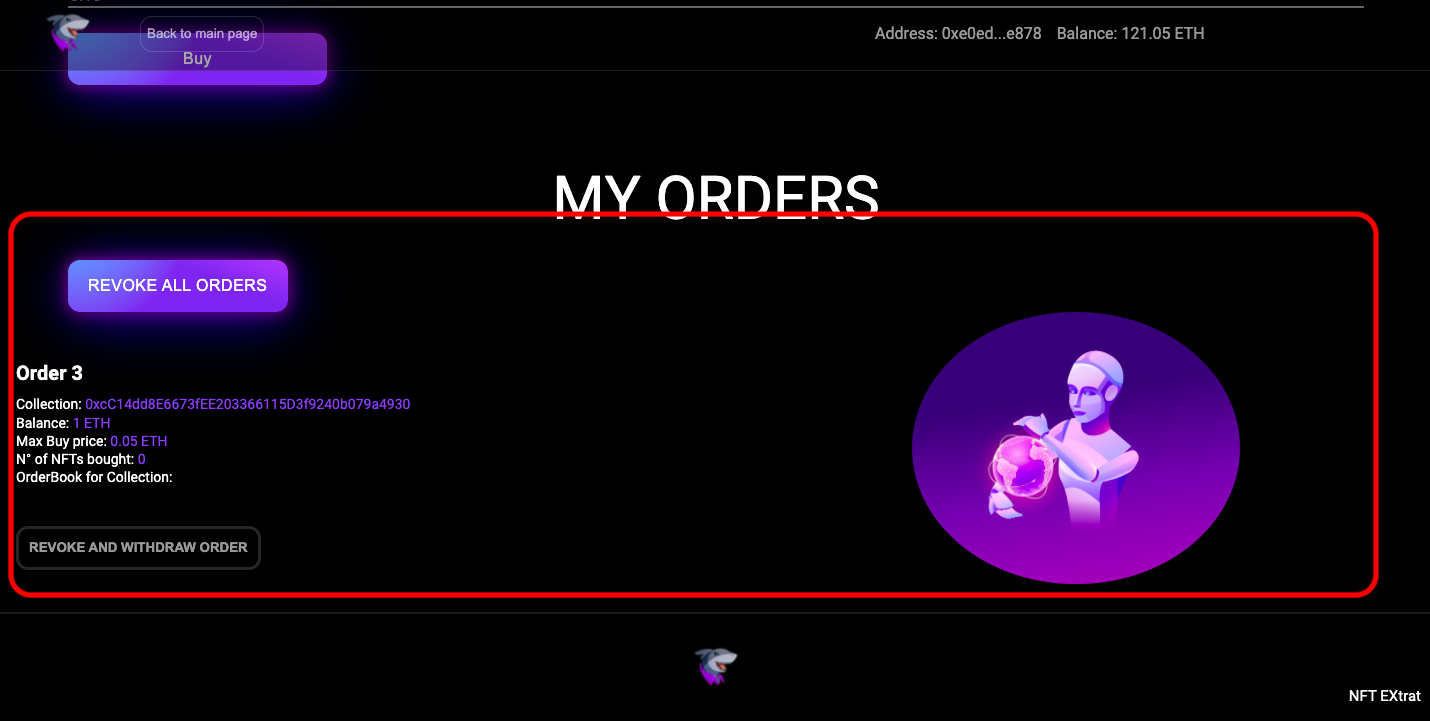 Back to main page
Address: 0xe0ed...e878 Balance: 121.05 ETH
Buy
MY ORDERS
REVOKE ALL ORDERS
Order 3
Collection: 0xcC14dd8E6673fEE203366115D3f9240b079a4930
Balance: 1 ETH
Max Buy price: 0.05 ETH
N° of NFTs bought: 0
OrderBook for Collection:
REVOKE AND WITHDRAW ORDER
NFT EXtrat